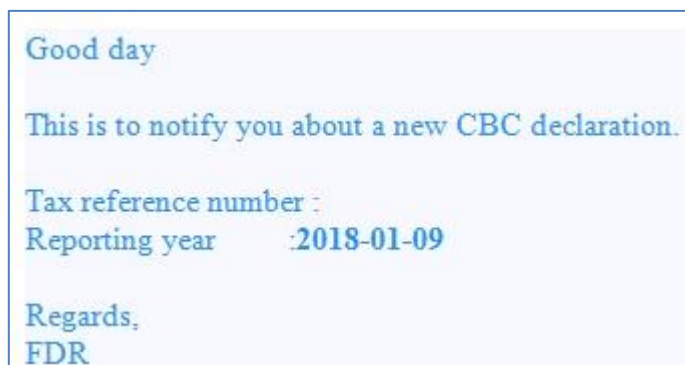 Good day
This is to notify you about a new CBC declaration.
Tax reference number :
Reporting year :2018-01-09
Regards,
FDR